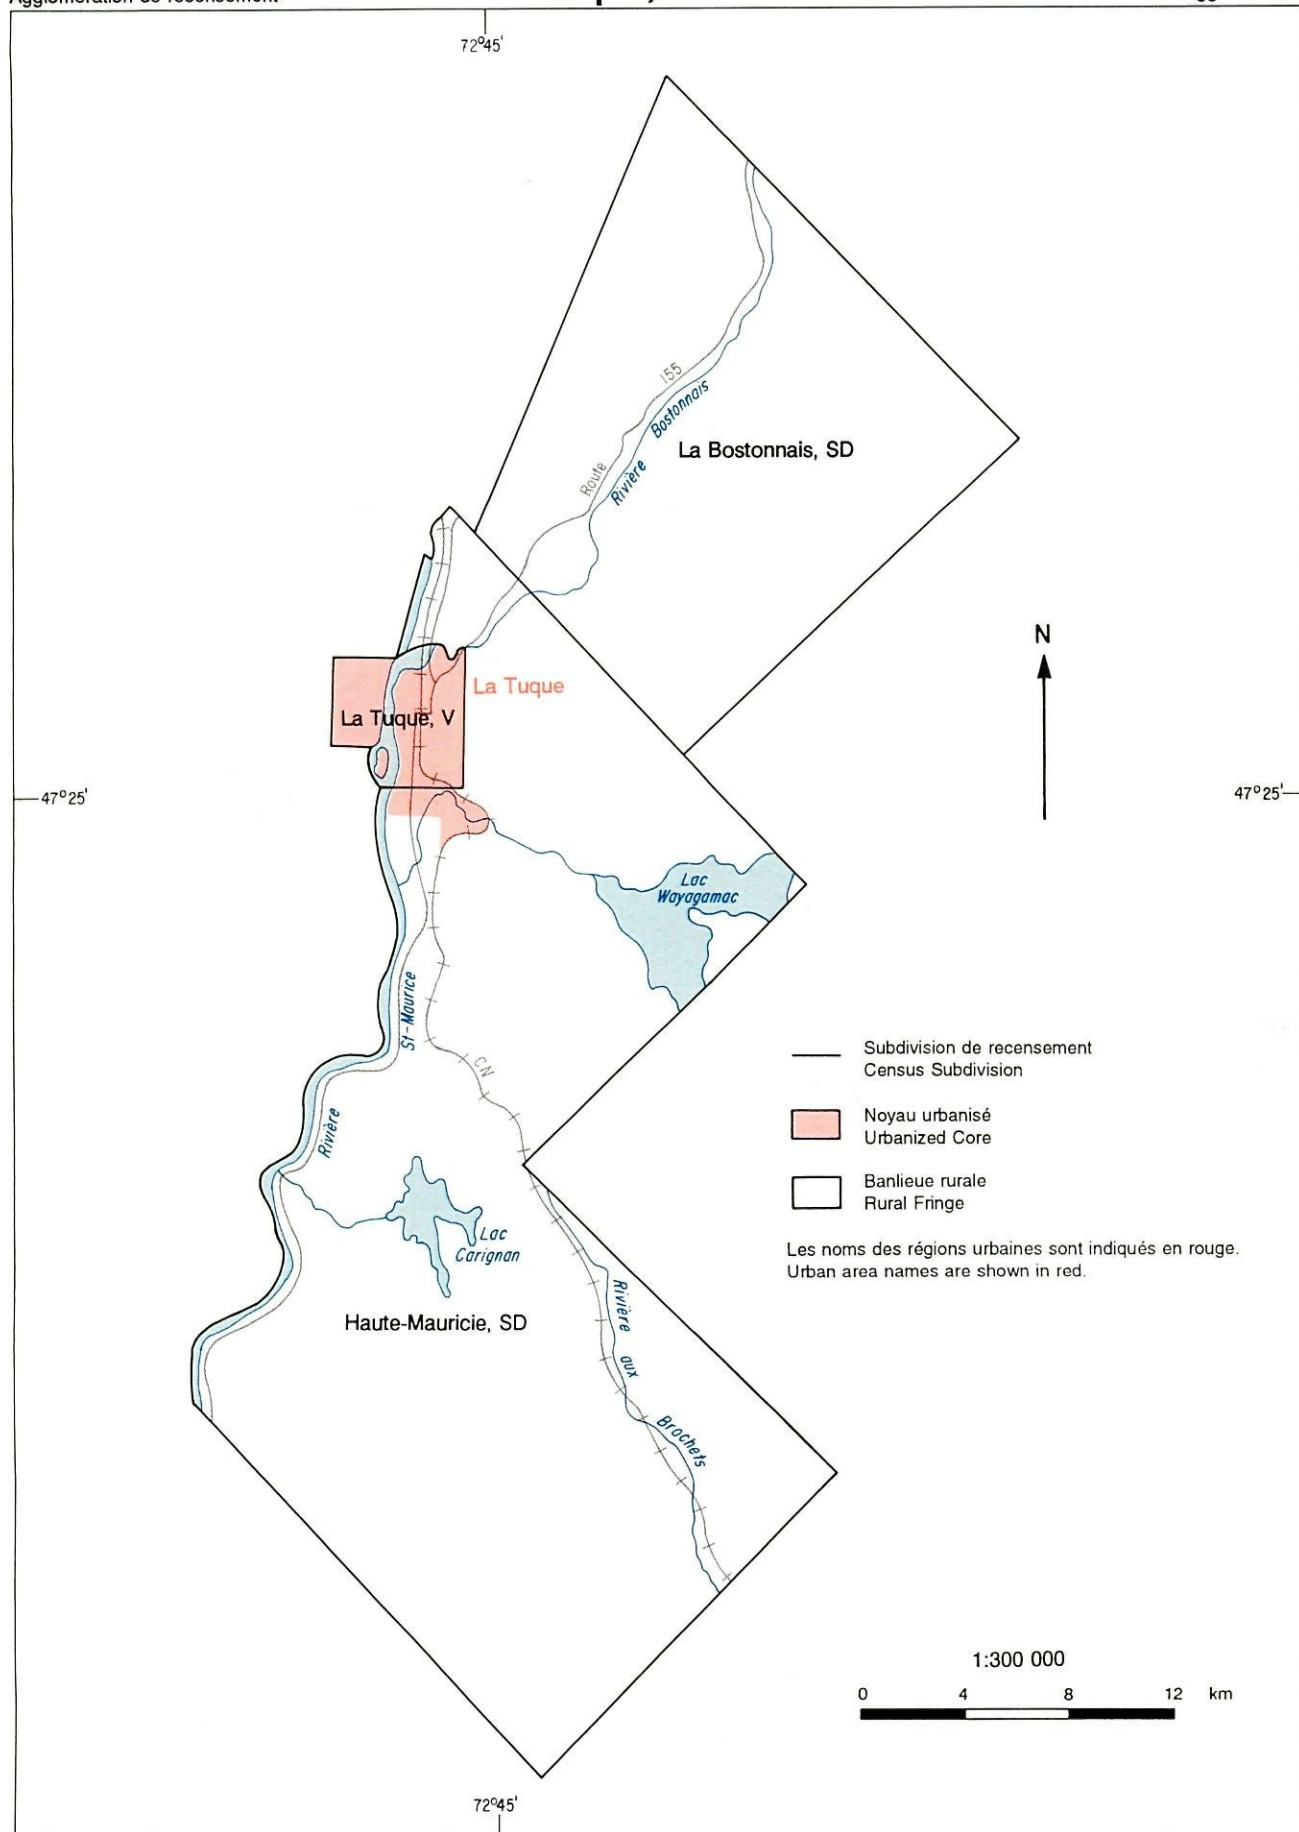 Agglomération de recensement
72°45'
155
Route
Rivière Bostonnais
La Bostonnais, SD
N
La Tuque
La Tuque, V
47°25'
47°25'
Lac
Wayagamac
Rivière St-Maurice
CN
Subdivision de recensement
Census Subdivision
Noyau urbanisé
Urbanized Core
Banlieue rurale
Rural Fringe
Les noms des régions urbaines sont indiqués en rouge.
Urban area names are shown in red.
Lac
Carignan
Haute-Mauricie, SD
Rivière aux Brochets
1:300 000
0 4 8 12 km
72°45'